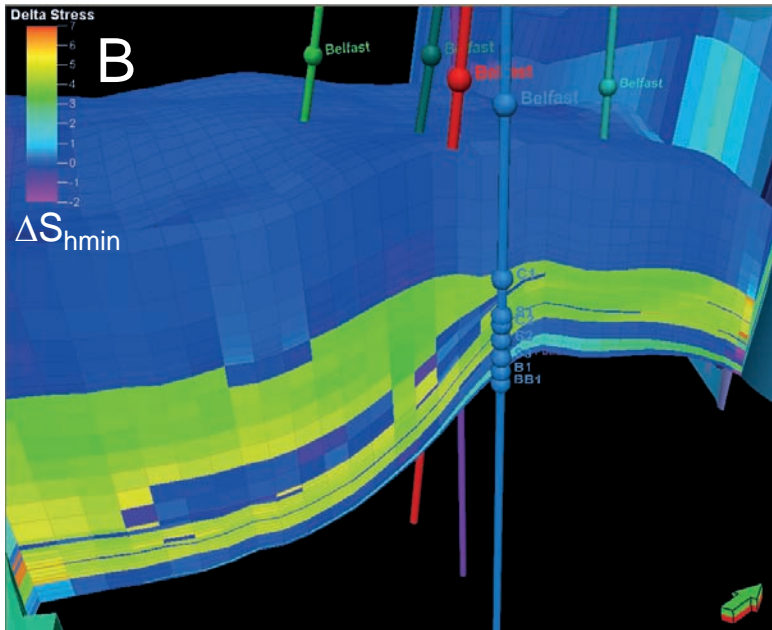 Delta Stress
7
6
5
4
3
2
1
-0
-1
-2
B
ΔShmin
Belfast
Belfast
Belfast
Belfast
Belfast
C1
B1
BB1